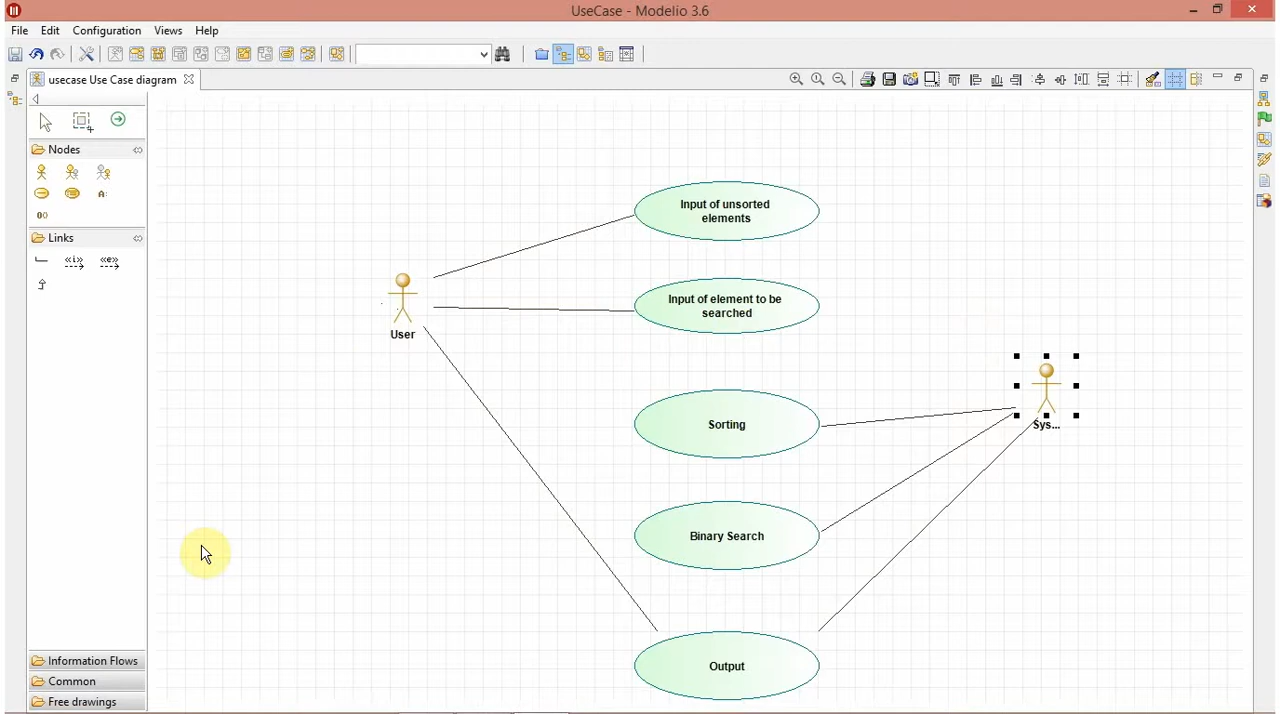 UseCase - Modelio 3.6
File Edit Configuration Views Help
usecase Use Case diagram
Nodes
A:
Links
«i»
«e»
Information Flows
Common
Free drawings
Input of unsorted
elements
Input of element to be
searched
User
Sorting
Sys...
Binary Search
Output